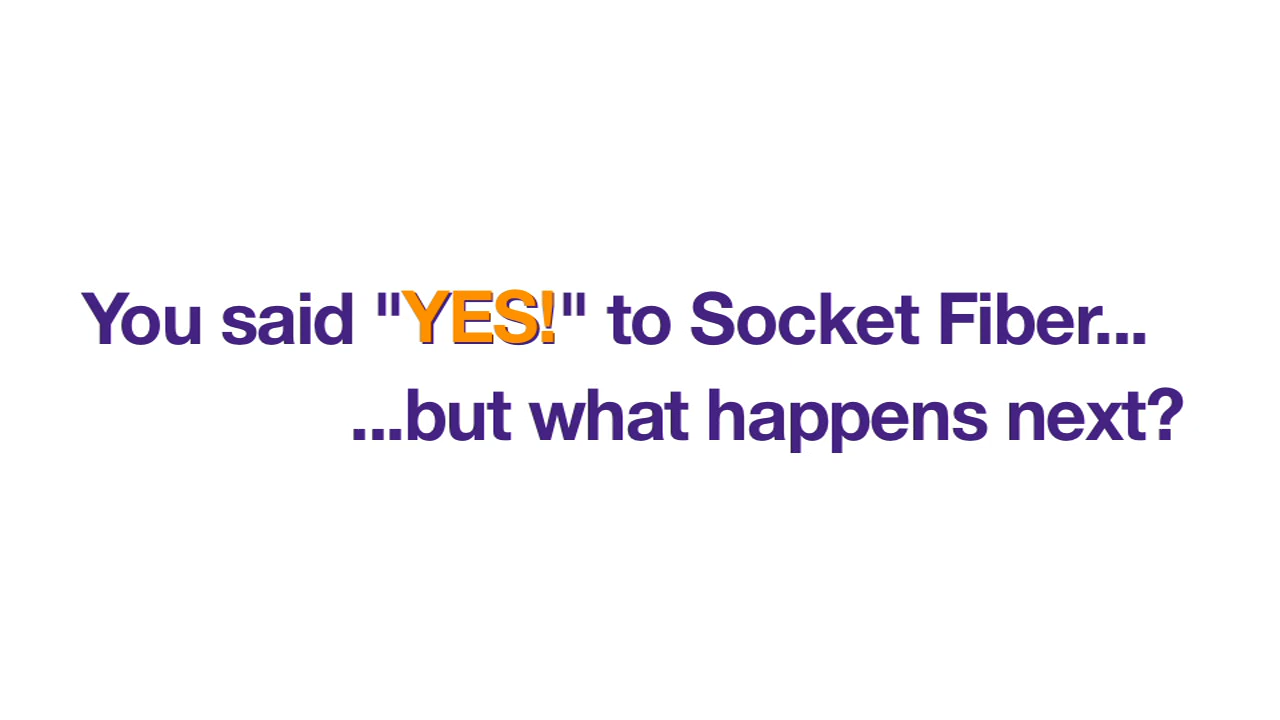 You said "YES!" to Socket Fiber...
...but what happens next?